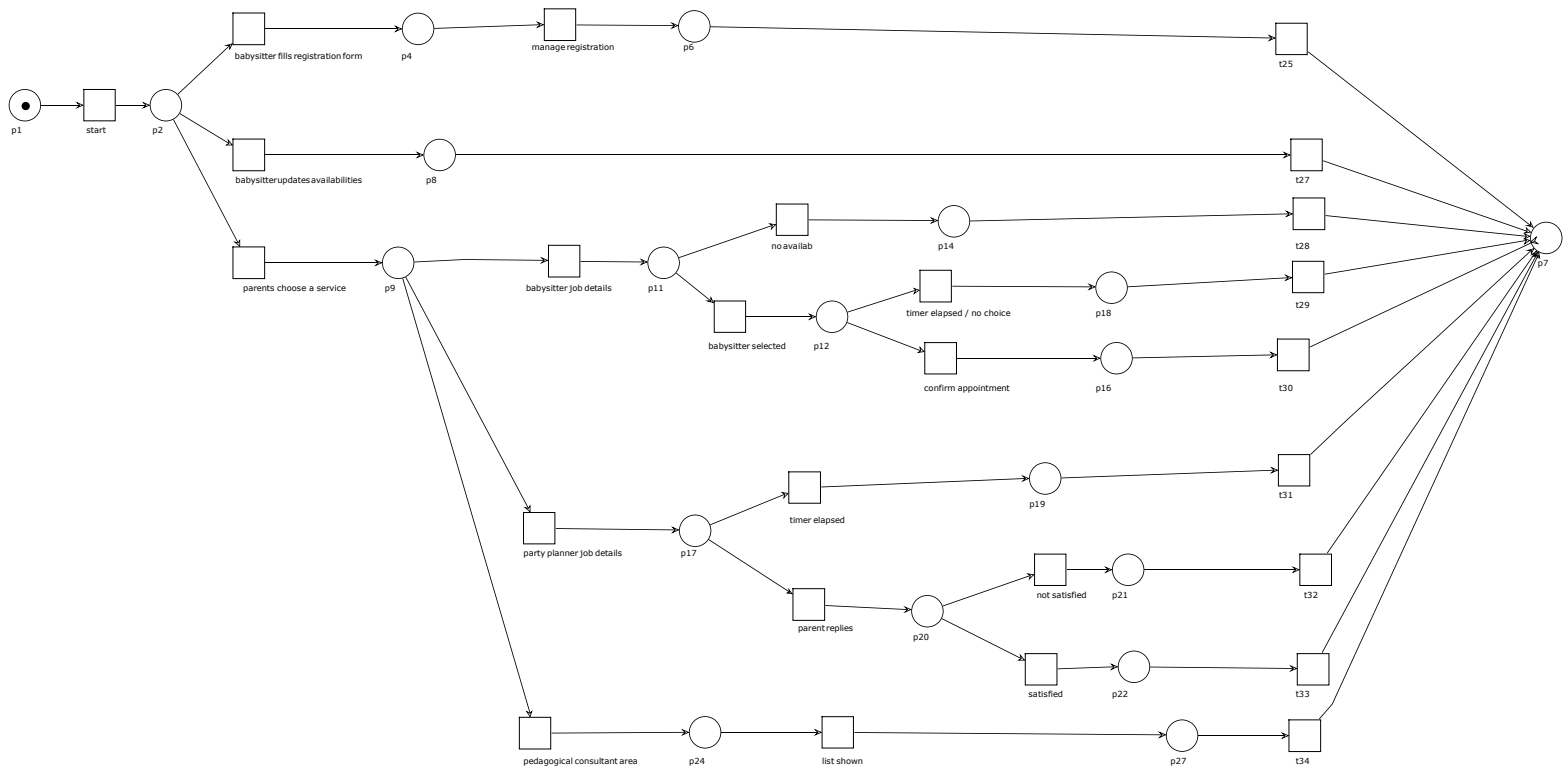 babysitter fills registration form
p4
manage registration
p6
t25
p1
start
p2
babysitter updates availabilities
p8
t27
no availab
p14
t28
p7
parents choose a service
p9
babysitter job details
p11
timer elapsed / no choice
p18
t29
babysitter selected
p12
confirm appointment
p16
t30
timer elapsed
p19
t31
party planner job details
p17
not satisfied
p21
t32
parent replies
p20
satisfied
p22
t33
pedagogical consultant area
p24
list shown
p27
t34